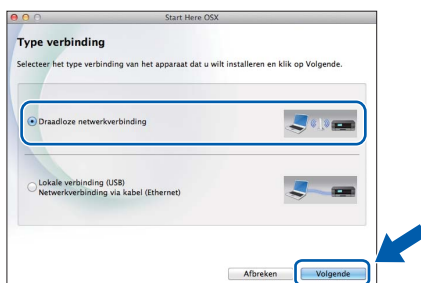 Start Here OSX
Type verbinding
Selecteer het type verbinding van het apparaat dat u wilt installeren en klik op Volgende.
Draadloze netwerkverbinding
Lokale verbinding (USB)
Netwerkverbinding via kabel (Ethernet)
Afbreken
Volgende